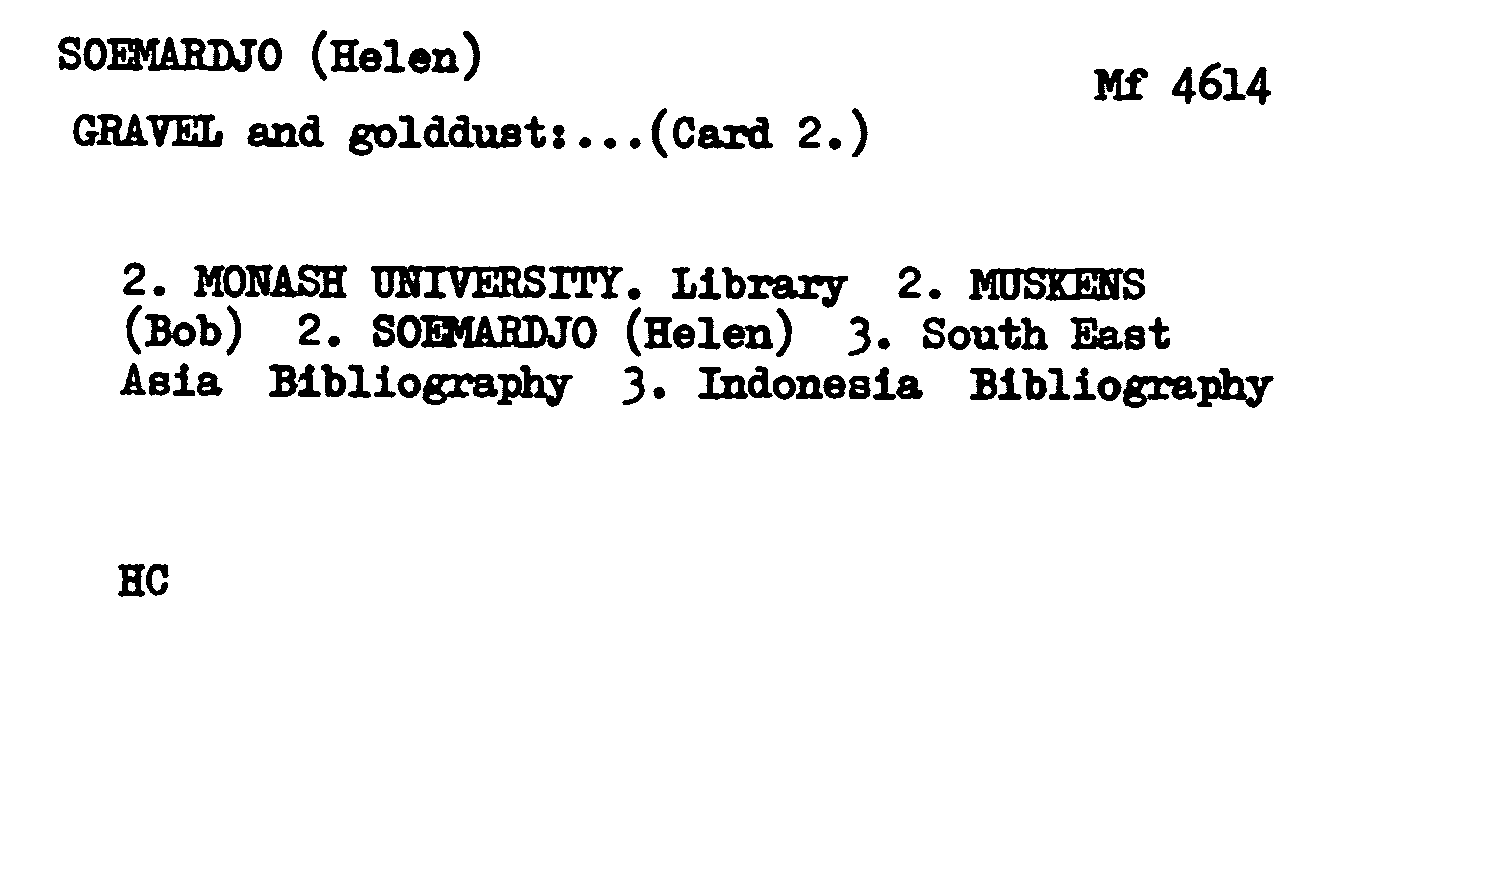 SOEMARDJO (Helen)
Mf 4614
GRAVEL and golddust:...(Card 2.)
2. MONASH UNIVERSITY. Library 2. MUSKENS
(Bob) 2. SOEMARDJO (Helen) 3. South East
Asia Bibliography 3. Indonesia Bibliography
HC